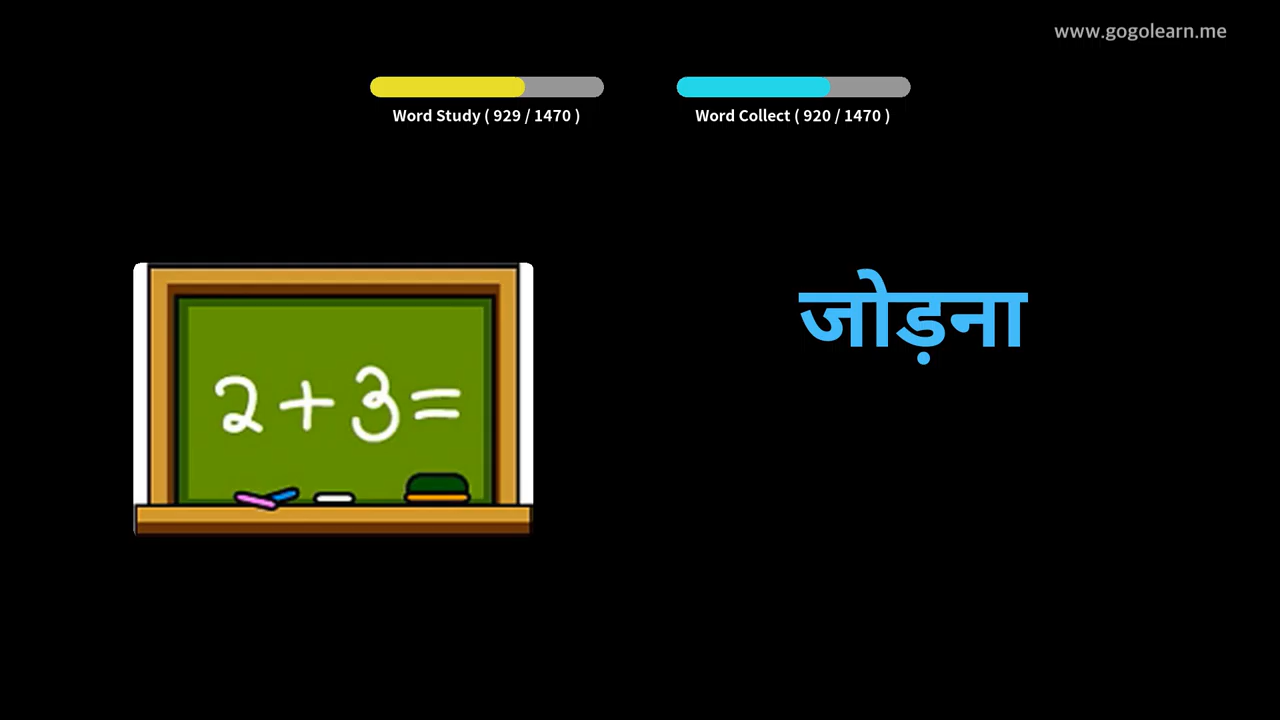 www.gogolearn.me
Word Study ( 929 / 1470 )
Word Collect ( 920 / 1470 )
2+3=
जोड़ना